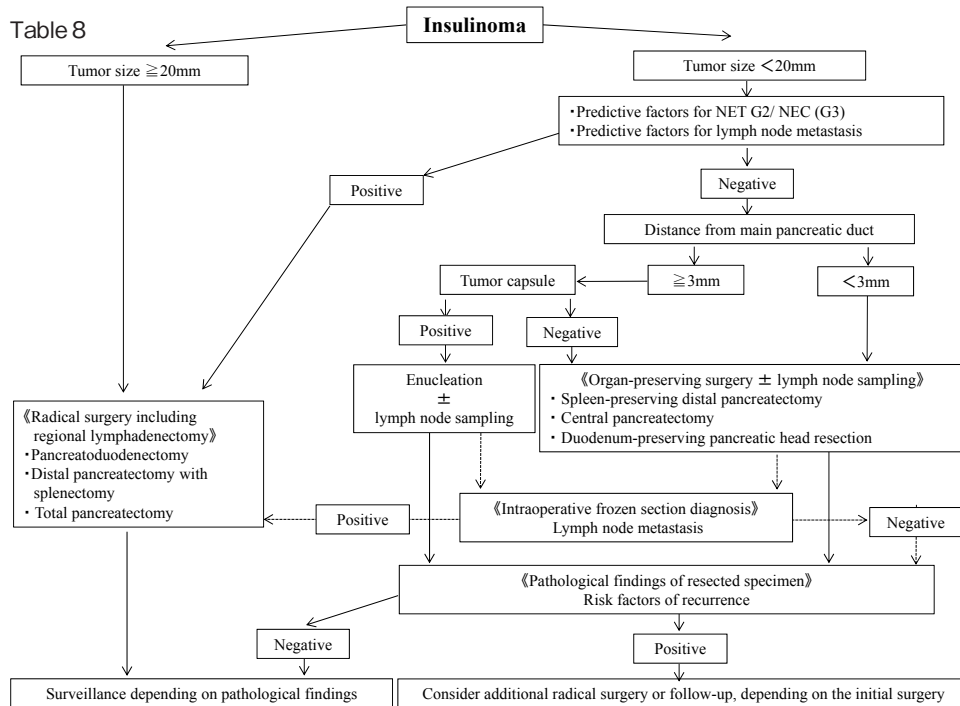 Table 8
Insulinoma
Tumor size ≧20mm
Tumor size ＜20mm
・Predictive factors for NET G2/ NEC (G3)
・Predictive factors for lymph node metastasis
Positive
Negative
Distance from main pancreatic duct
Tumor capsule
≧3mm
＜3mm
Positive
Negative
Enucleation
±
lymph node sampling
《Organ-preserving surgery ± lymph node sampling》
・ Spleen-preserving distal pancreatectomy
・ Central pancreatectomy
・ Duodenum-preserving pancreatic head resection
《Radical surgery including
regional lymphadenectomy》
・Pancreatoduodenectomy
・Distal pancreatectomy with
splenectomy
・ Total pancreatectomy
Positive
《Intraoperative frozen section diagnosis》
Lymph node metastasis
Negative
《Pathological findings of resected specimen》
Risk factors of recurrence
Negative
Positive
Surveillance depending on pathological findings
Consider additional radical surgery or follow-up, depending on the initial surgery